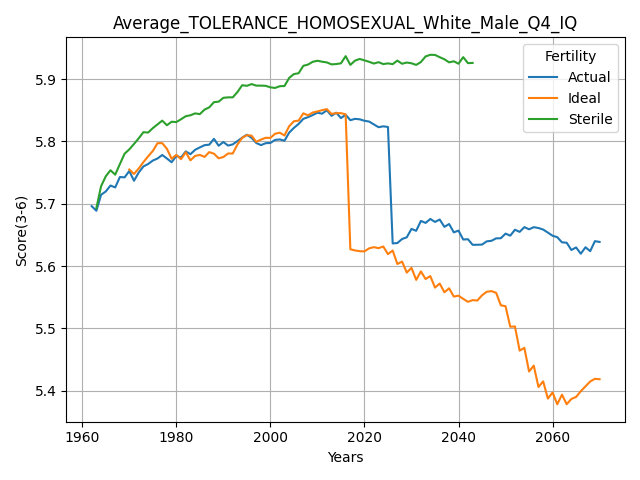 Average_TOLERANCE_HOMOSEXUAL_White_Male_Q4_IQ
Fertility
Actual
Ideal
Sterile
Score(3-6)
5.9
5.8
5.7
5.6
5.5
5.4
1960 1980 2000 2020 2040 2060
Years